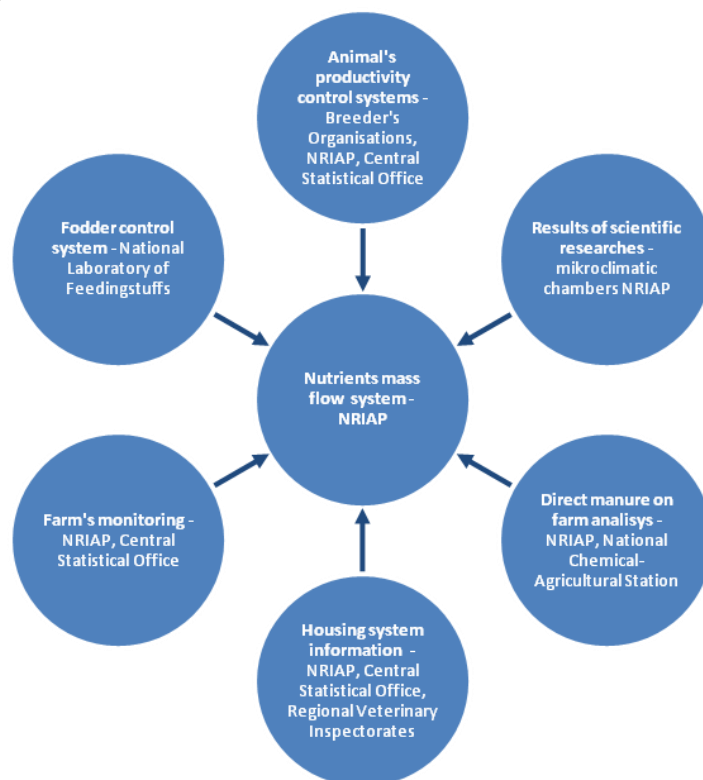 Animal's
productivity
control systems -
Breeder's
Organisations,
NRIAP, Central
Statistical Office
Fodder control
system - National
Laboratory of
Feedingstuffs
Results of scientific
researches -
mikroclimatic
chambers NRIAP
Nutrients mass
flow system -
NRIAP
Farm's monitoring -
NRIAP, Central
Statistical Office
Direct manure on
farm analisys -
NRIAP, National
Chemical-
Agricultural Station
Housing system
information -
NRIAP, Central
Statistical Office,
Regional Veterinary
Inspectorates